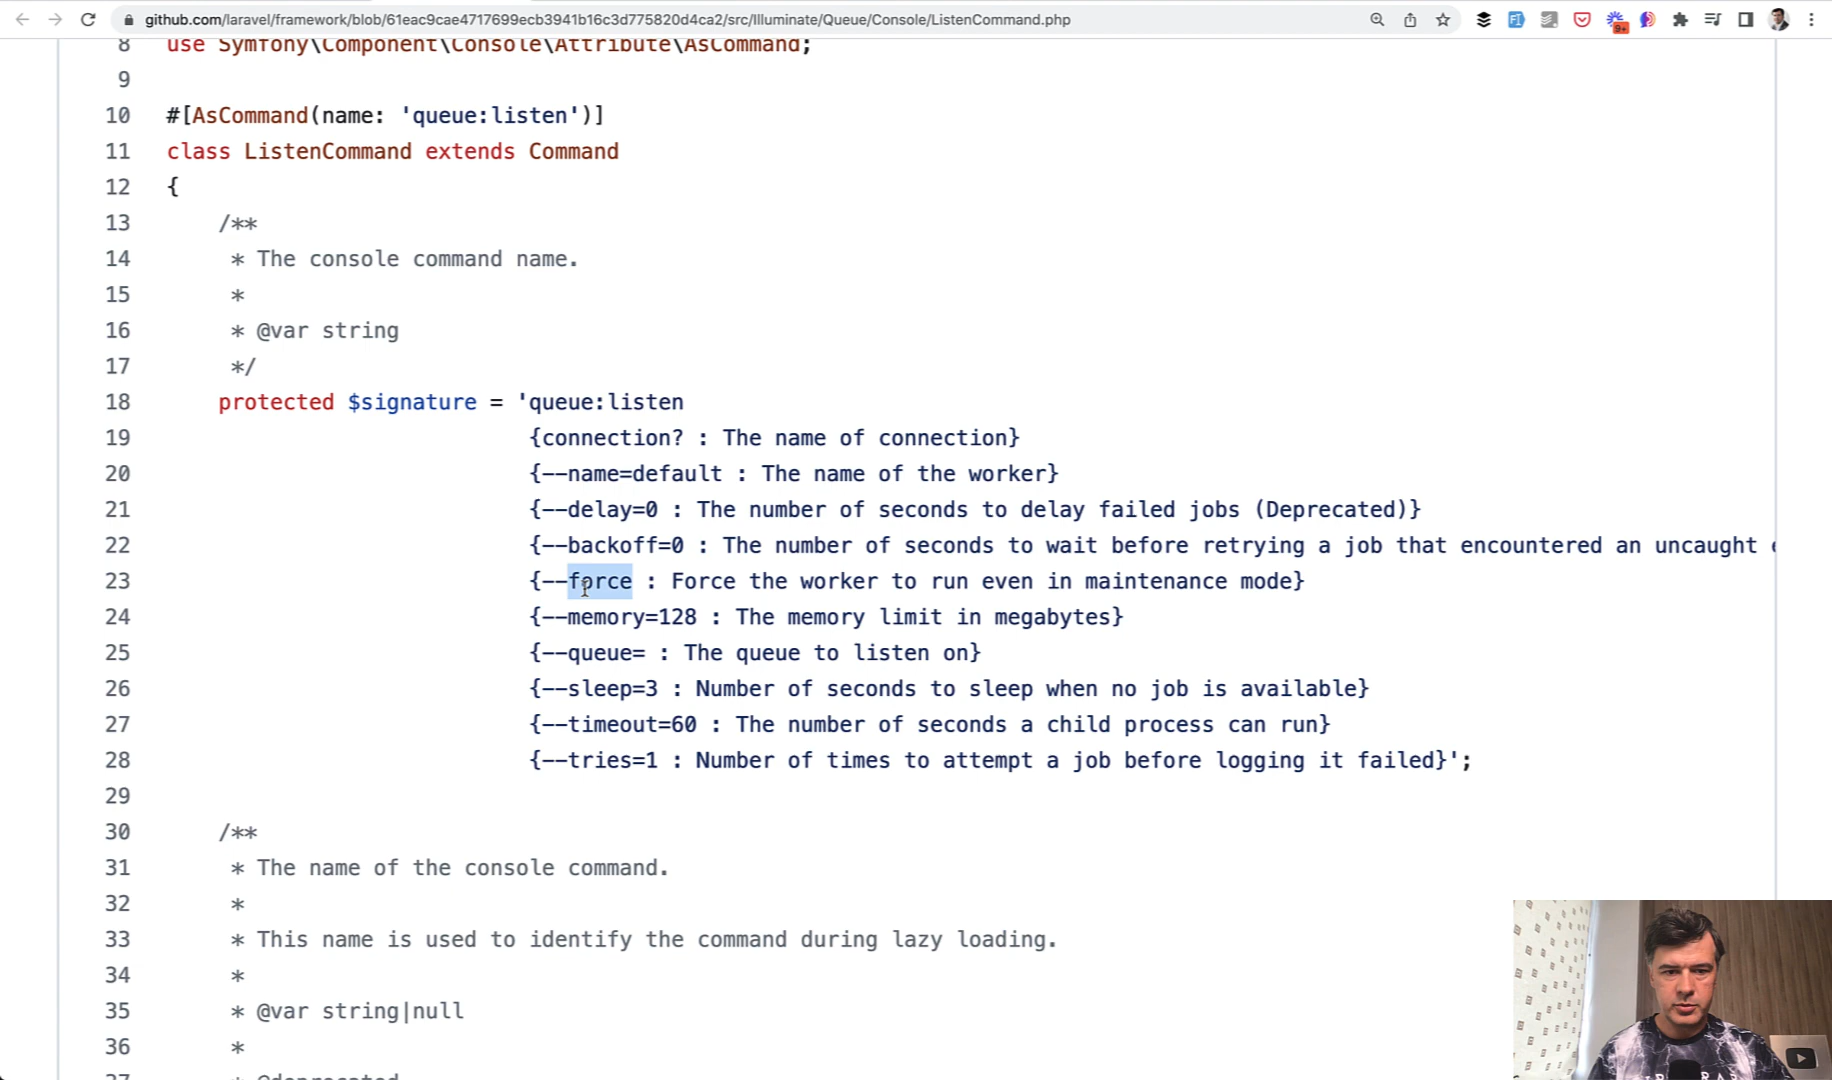 github.com/laravel/framework/blob/61eac9cae4717699ecb3941b16c3d775820d4ca2/src/Illuminate/Queue/Console/ListenCommand.php
9+
8 use Symfony\Component\Console\Attribute\AsCommand;
9
10 #[AsCommand(name: 'queue:listen')]
11 class ListenCommand extends Command
12 {
13 /**
14 * The console command name.
15 *
16 * @var string
17 */
18 protected $signature = 'queue:listen
19 {connection? : The name of connection}
20 {--name=default : The name of the worker}
21 {--delay=0 : The number of seconds to delay failed jobs (Deprecated)}
22 {--backoff=0 : The number of seconds to wait before retrying a job that encountered an uncaught
23 {--force : Force the worker to run even in maintenance mode}
24 {--memory=128 : The memory limit in megabytes}
25 {--queue= : The queue to listen on}
26 {--sleep=3 : Number of seconds to sleep when no job is available}
27 {--timeout=60 : The number of seconds a child process can run}
28 {--tries=1 : Number of times to attempt a job before logging it failed}';
29
30 /**
31 * The name of the console command.
32 *
33 * This name is used to identify the command during lazy loading.
34 *
35 * @var string|null
36 *
37 * @deprecated